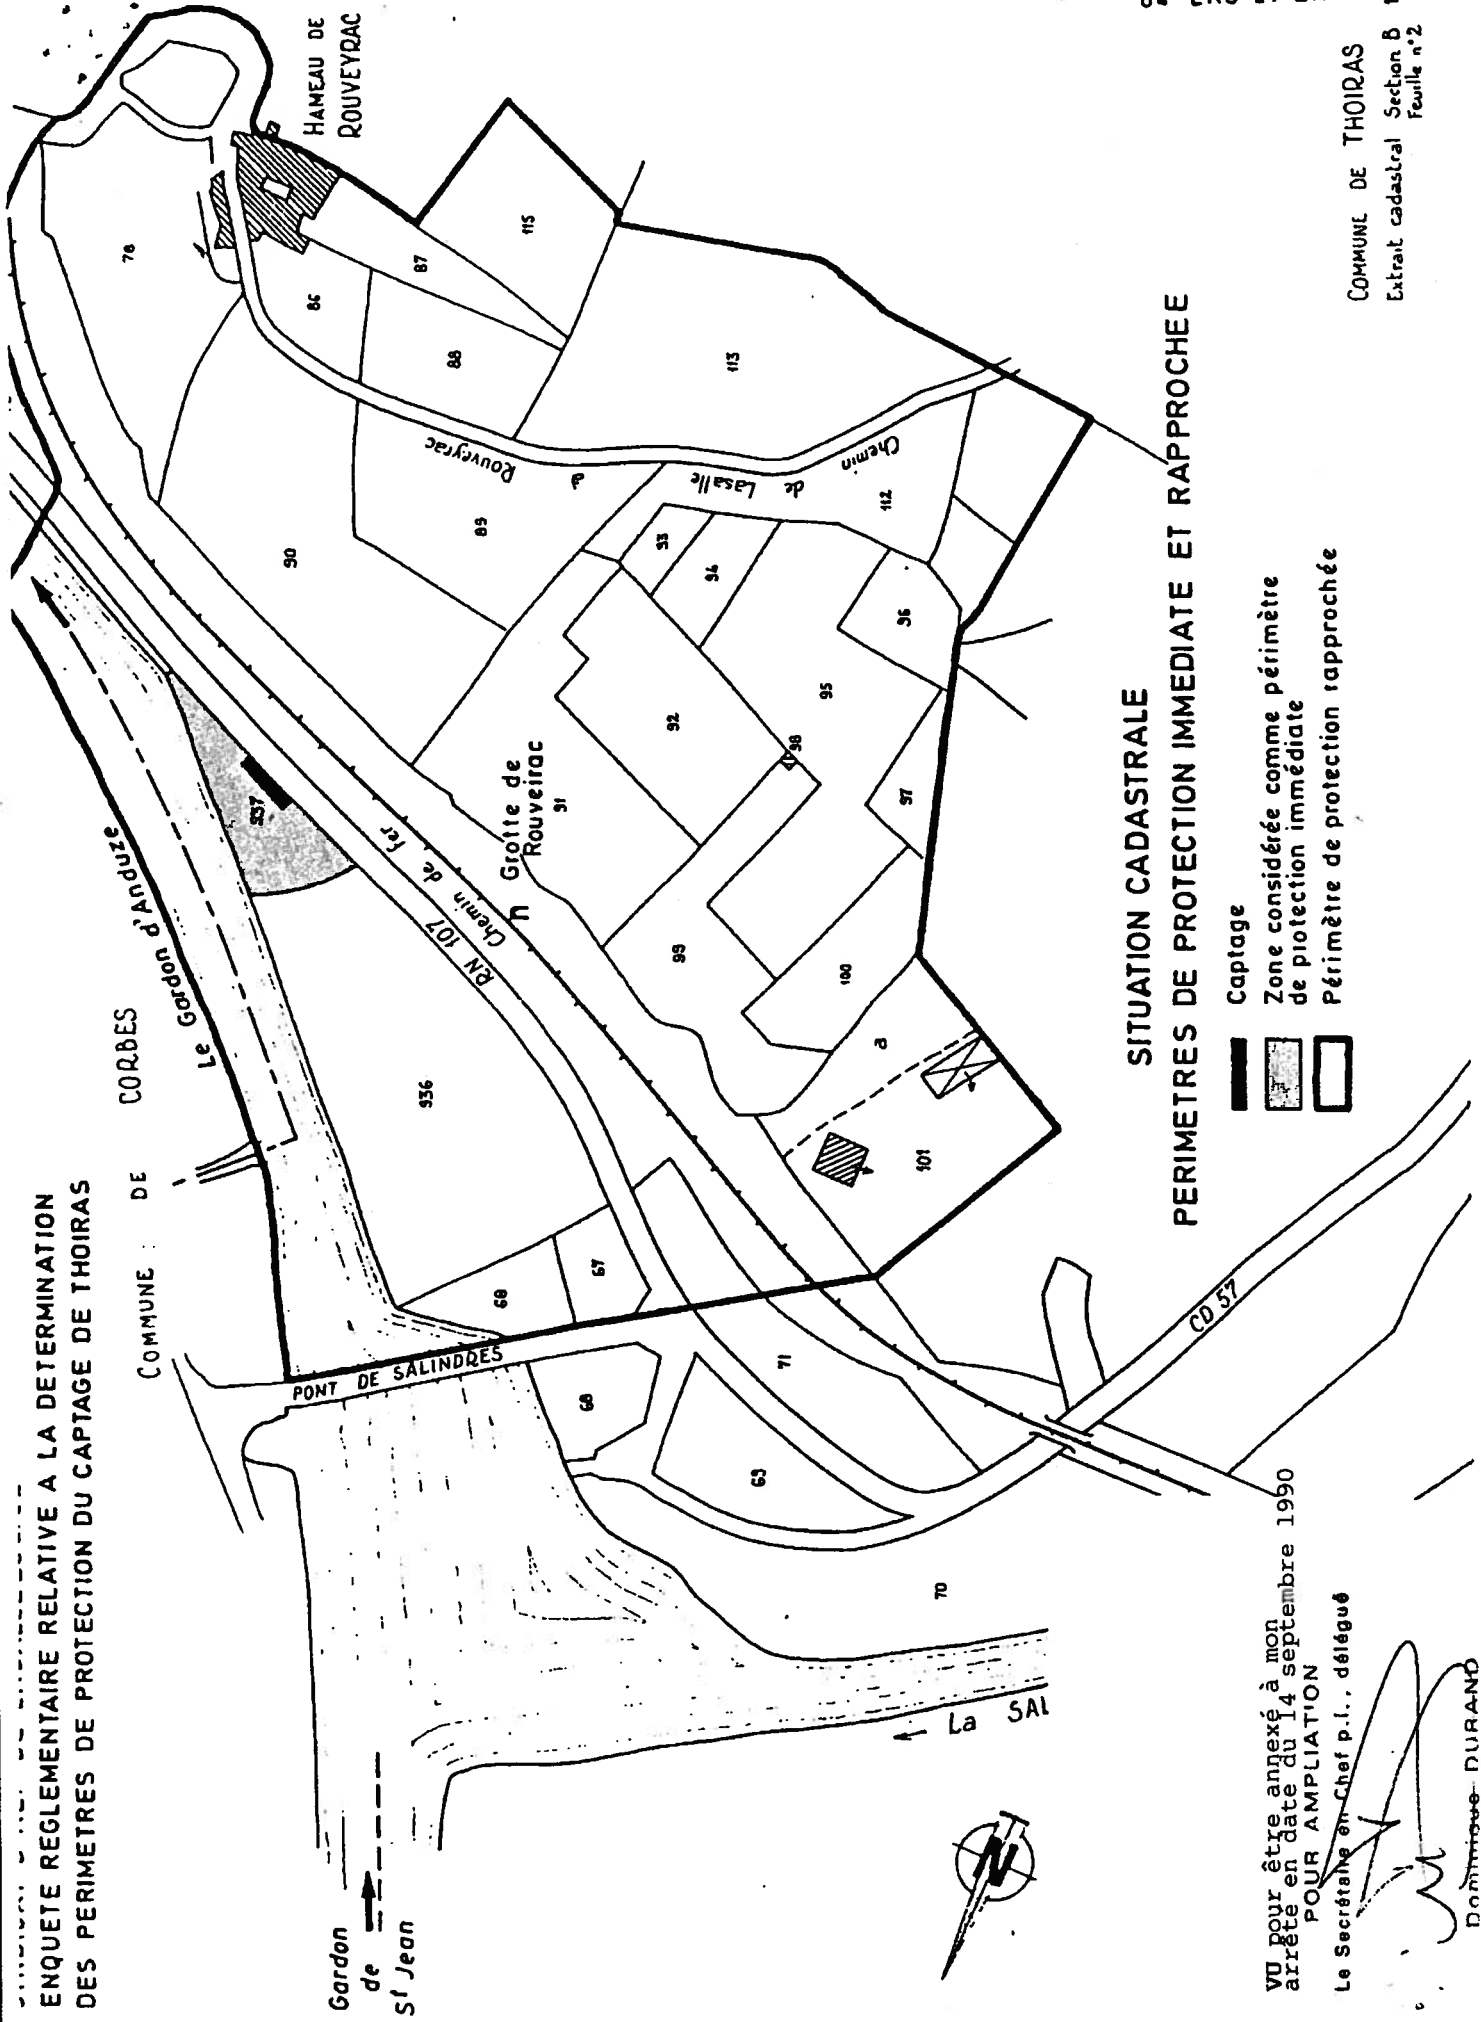 ENQUETE REGLEMENTAIRE RELATIVE A LA DETERMINATION
DES PERIMETRES DE PROTECTION DU CAPTAGE DE THOIRAS
COMMUNE : DE CORBES
Le Gardon d'Anduze
HAMEAU DE
ROUVEYRAC
78
86
87
88
115
113
90
89
Chemin
de Lasalle
à
Rouveyrac
112
93
94
96
92
95
98
97
Grotte de
Rouveirac
91
99
100
a
101
937
936
Chemin de Fer
RN 107
67
68
PONT DE SALINDRES
68
71
69
70
CD 57
Gardon
de
St Jean
La SAL
N
SITUATION CADASTRALE
PERIMETRES DE PROTECTION IMMEDIATE ET RAPPROCHEE
Captage
Zone considérée comme périmètre
de protection immédiate
Périmètre de protection rapprochée
COMMUNE DE THOIRAS
Extrait cadastral Section B
Feuille n°2
VU pour être annexé à mon
arrêté en date du 14 septembre 1990
POUR AMPLIATION
Le Secrétaire en Chef p.i., délégué
Dominique DURAND